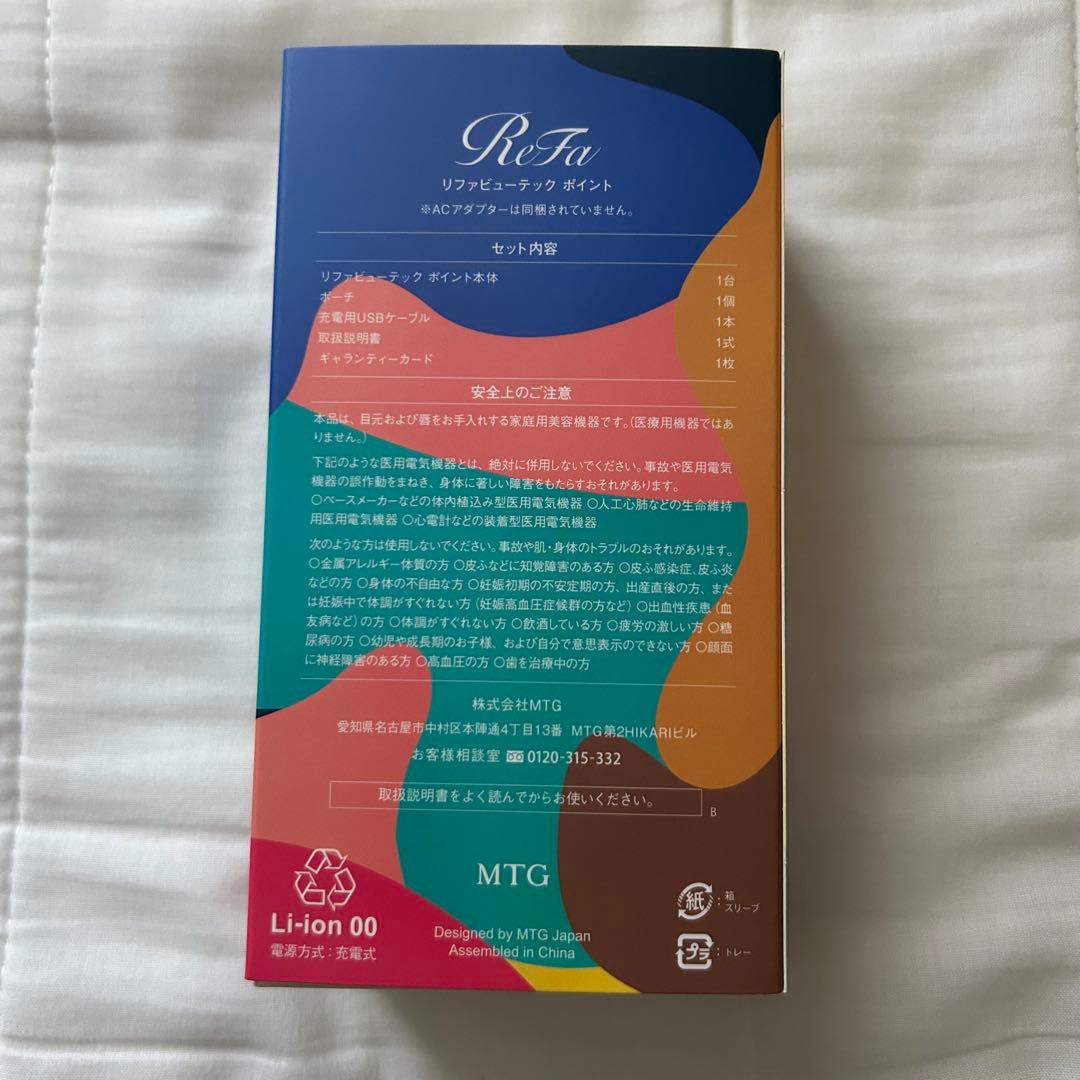 ReFa
リファビューテック ポイント
※ACアダプターは同梱されていません。
セット内容
リファビューテック ポイント本体 1台
ポーチ 1個
充電用USBケーブル 1本
取扱説明書 1式
ギャランティーカード 1枚
安全上のご注意
本品は、目元および唇をお手入れする家庭用美容機器です。(医療用機器ではあ
りません。)
下記のような医用電気機器とは、絶対に併用しないでください。事故や医用電気
機器の誤作動をまねき、身体に著しい障害をもたらすおそれがあります。
○ペースメーカーなどの体内植込み型医用電気機器 ○人工心肺などの生命維持
用医用電気機器 ○心電計などの装着型医用電気機器
次のような方は使用しないでください。事故や肌・身体のトラブルのおそれがあります。
○金属アレルギー体質の方 ○皮ふなどに知覚障害のある方 ○皮ふ感染症、皮ふ炎
などの方 ○身体の不自由な方 ○妊娠初期の不安定期の方、出産直後の方、また
は妊娠中で体調がすぐれない方(妊娠高血圧症候群の方など) ○出血性疾患(血
友病など)の方 ○体調がすぐれない方 ○飲酒している方 ○疲労の激しい方 ○糖
尿病の方 ○幼児や成長期のお子様、および自分で意思表示のできない方 ○顔面
に神経障害のある方 ○高血圧の方 ○歯を治療中の方
株式会社MTG
愛知県名古屋市中村区本陣通4丁目13番 MTG第2HIKARIビル
お客様相談室 0120-315-332
取扱説明書をよく読んでからお使いください。
B
MTG
Li-ion 00
電源方式：充電式
Designed by MTG Japan
Assembled in China
紙：箱
スリーブ
プラ：トレー